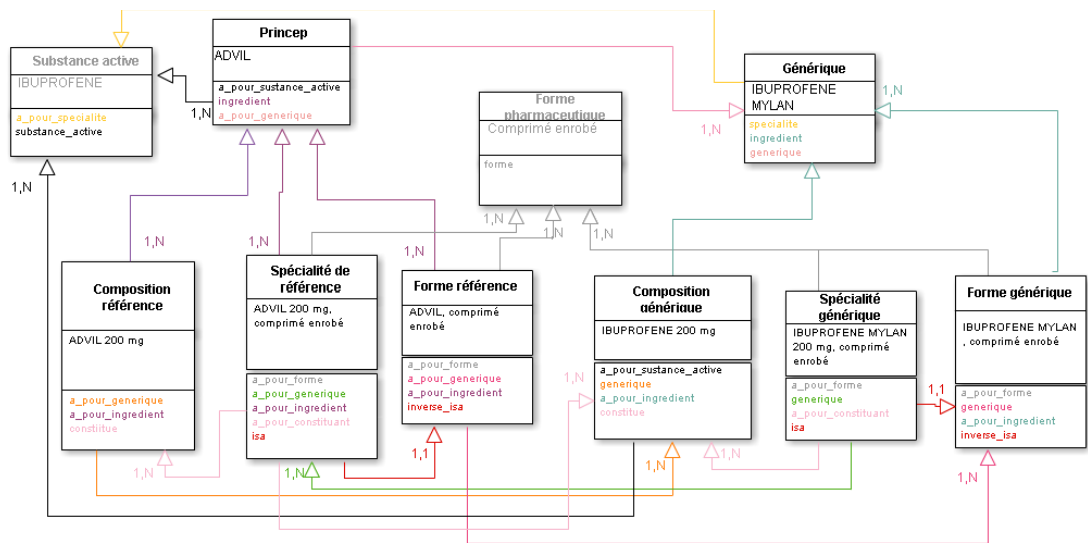 Substance active
IBUPROFENE
a_pour_specialite
substance_active
1,N
1,N
Princep
ADVIL
a_pour_sustance_active
ingredient
a_pour_generique
Forme
pharmaceutique
Comprimé enrobé
forme
1,N
1,N
1,N
Générique
IBUPROFENE
MYLAN
specialite
ingredient
generique
1,N
1,N
1,N
1,N
1,N
Composition
référence
ADVIL 200 mg
a_pour_generique
a_pour_ingredient
constiitue
1,N
Spécialité de
référence
ADVIL 200 mg,
comprimé enrobé
a_pour_forme
a_pour_generique
a_pour_ingredient
a_pour_constituant
isa
1,N
Forme référence
ADVIL, comprimé
enrobé
a_pour_forme
a_pour_generique
a_pour_ingredient
inverse_isa
1,1
1,N
Composition
générique
IBUPROFENE 200 mg
a_pour_sustance_active
generique
a_pour_ingredient
constitue
1,N
1,N
Spécialité
générique
IBUPROFENE MYLAN
200 mg, comprimé
enrobé
a_pour_forme
generique
a_pour_constituant
isa
1,1
Forme générique
IBUPROFENE MYLAN
, comprimé enrobé
a_pour_forme
generique
a_pour_ingredient
inverse_isa
1,N